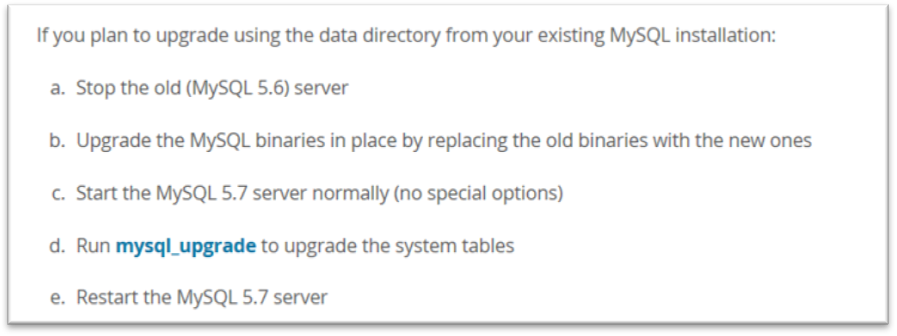 If you plan to upgrade using the data directory from your existing MySQL installation:
a. Stop the old (MySQL 5.6) server
b. Upgrade the MySQL binaries in place by replacing the old binaries with the new ones
c. Start the MySQL 5.7 server normally (no special options)
d. Run mysql_upgrade to upgrade the system tables
e. Restart the MySQL 5.7 server